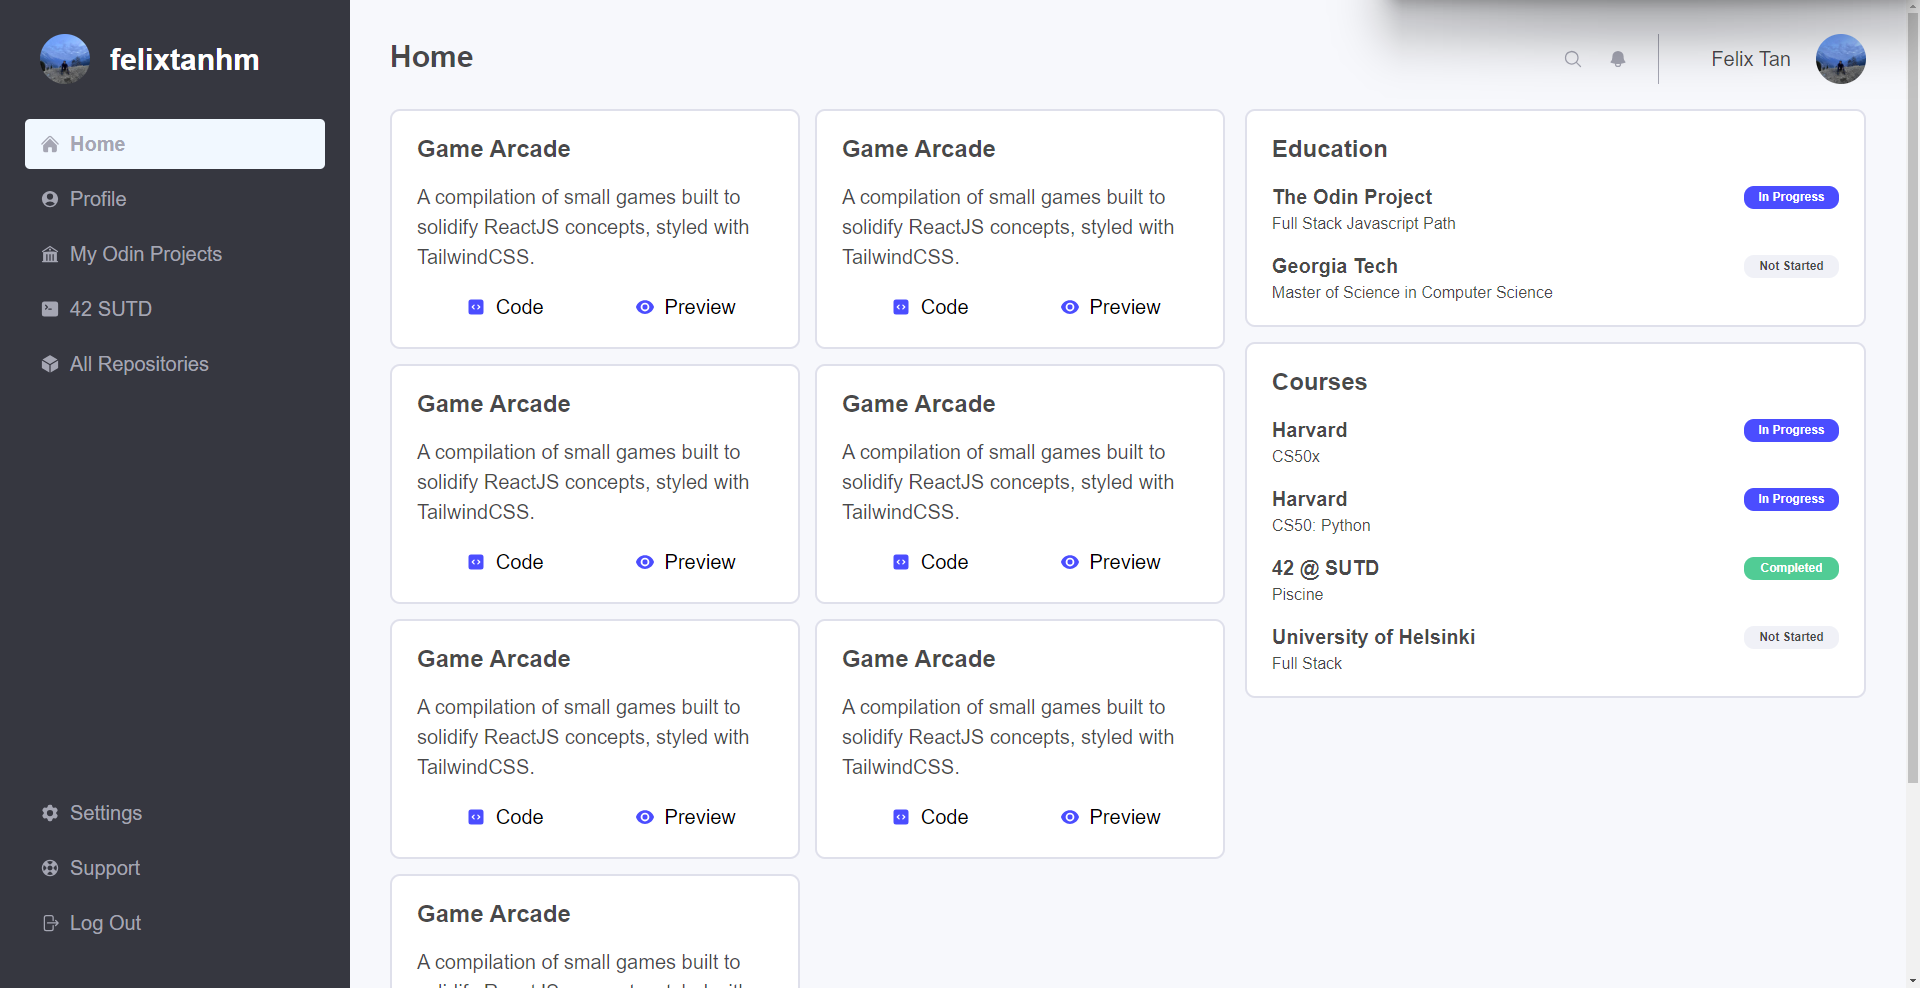 felixtanhm
Home
Profile
My Odin Projects
42 SUTD
All Repositories
Settings
Support
Log Out
Home
Felix Tan
Game Arcade
A compilation of small games built to
solidify ReactJS concepts, styled with
TailwindCSS.
Code
Preview
Game Arcade
A compilation of small games built to
solidify ReactJS concepts, styled with
TailwindCSS.
Code
Preview
Game Arcade
A compilation of small games built to
solidify ReactJS concepts, styled with
TailwindCSS.
Code
Preview
Game Arcade
A compilation of small games built to
solidify ReactJS concepts, styled with
TailwindCSS.
Code
Preview
Game Arcade
A compilation of small games built to
solidify ReactJS concepts, styled with
TailwindCSS.
Code
Preview
Game Arcade
A compilation of small games built to
solidify ReactJS concepts, styled with
TailwindCSS.
Code
Preview
Game Arcade
A compilation of small games built to
solidify ReactJS concepts, styled with
Education
The Odin Project
In Progress
Full Stack Javascript Path
Georgia Tech
Not Started
Master of Science in Computer Science
Courses
Harvard
In Progress
CS50x
Harvard
In Progress
CS50: Python
42 @ SUTD
Completed
Piscine
University of Helsinki
Not Started
Full Stack